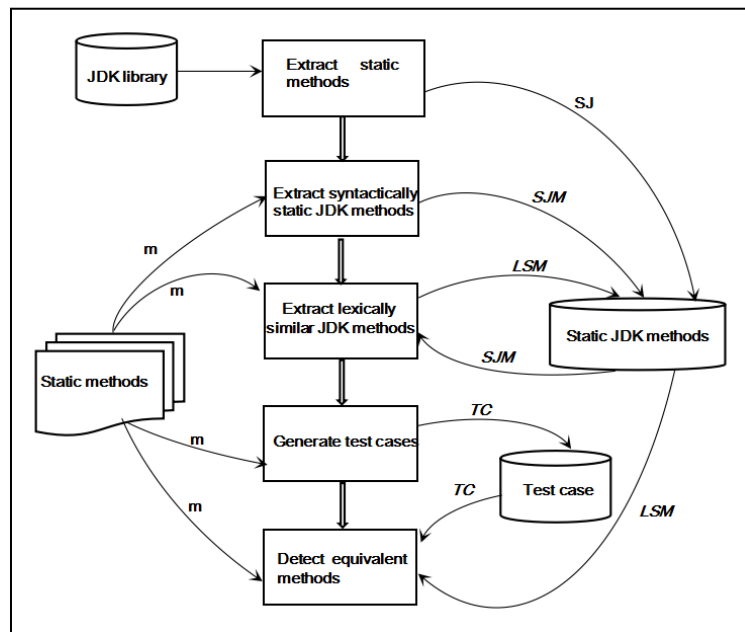 Extract static
methods
JDK library
SJ
Extract syntactically
static JDK methods
SJM
m
m
LSM
Extract lexically
similar JDK methods
Static JDK methods
SJM
Static methods
TC
m
Generate test cases
TC
Test case
LSM
Detect equivalent
methods